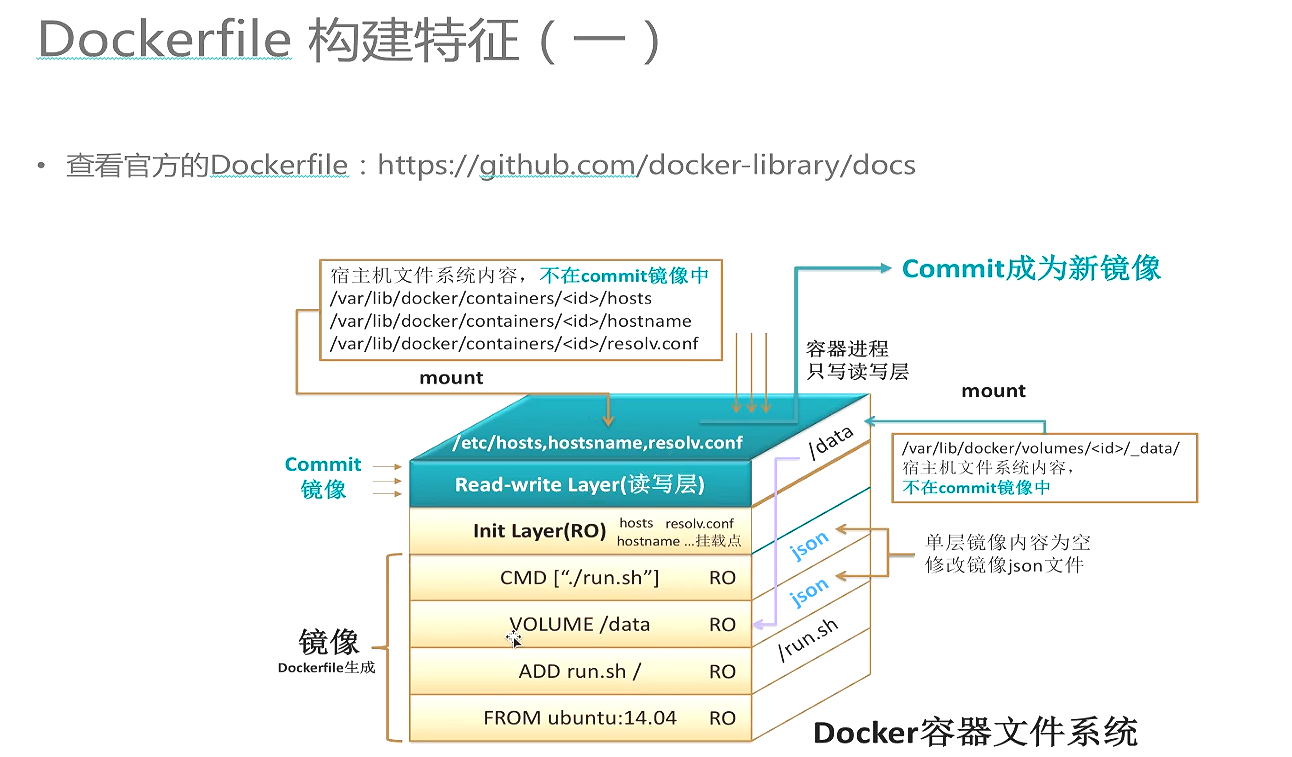 Dockerfile 构建特征（一）
• 查看官方的Dockerfile：https://github.com/docker-library/docs
宿主机文件系统内容，不在commit镜像中
/var/lib/docker/containers/<id>/hosts
/var/lib/docker/containers/<id>/hostname
/var/lib/docker/containers/<id>/resolv.conf
Commit成为新镜像
容器进程
只写读写层
mount
mount
/etc/hosts,hostsname,resolv.conf
/data
/var/lib/docker/volumes/<id>/_data/
宿主机文件系统内容，
不在commit镜像中
Commit
镜像
Read-write Layer(读写层)
Init Layer(RO)
hosts resolv.conf
hostname ...挂载点
json
json
单层镜像内容为空
修改镜像json文件
CMD [“./run.sh”] RO
VOLUME /data RO
/run.sh
镜像
Dockerfile生成
ADD run.sh / RO
FROM ubuntu:14.04 RO
Docker容器文件系统